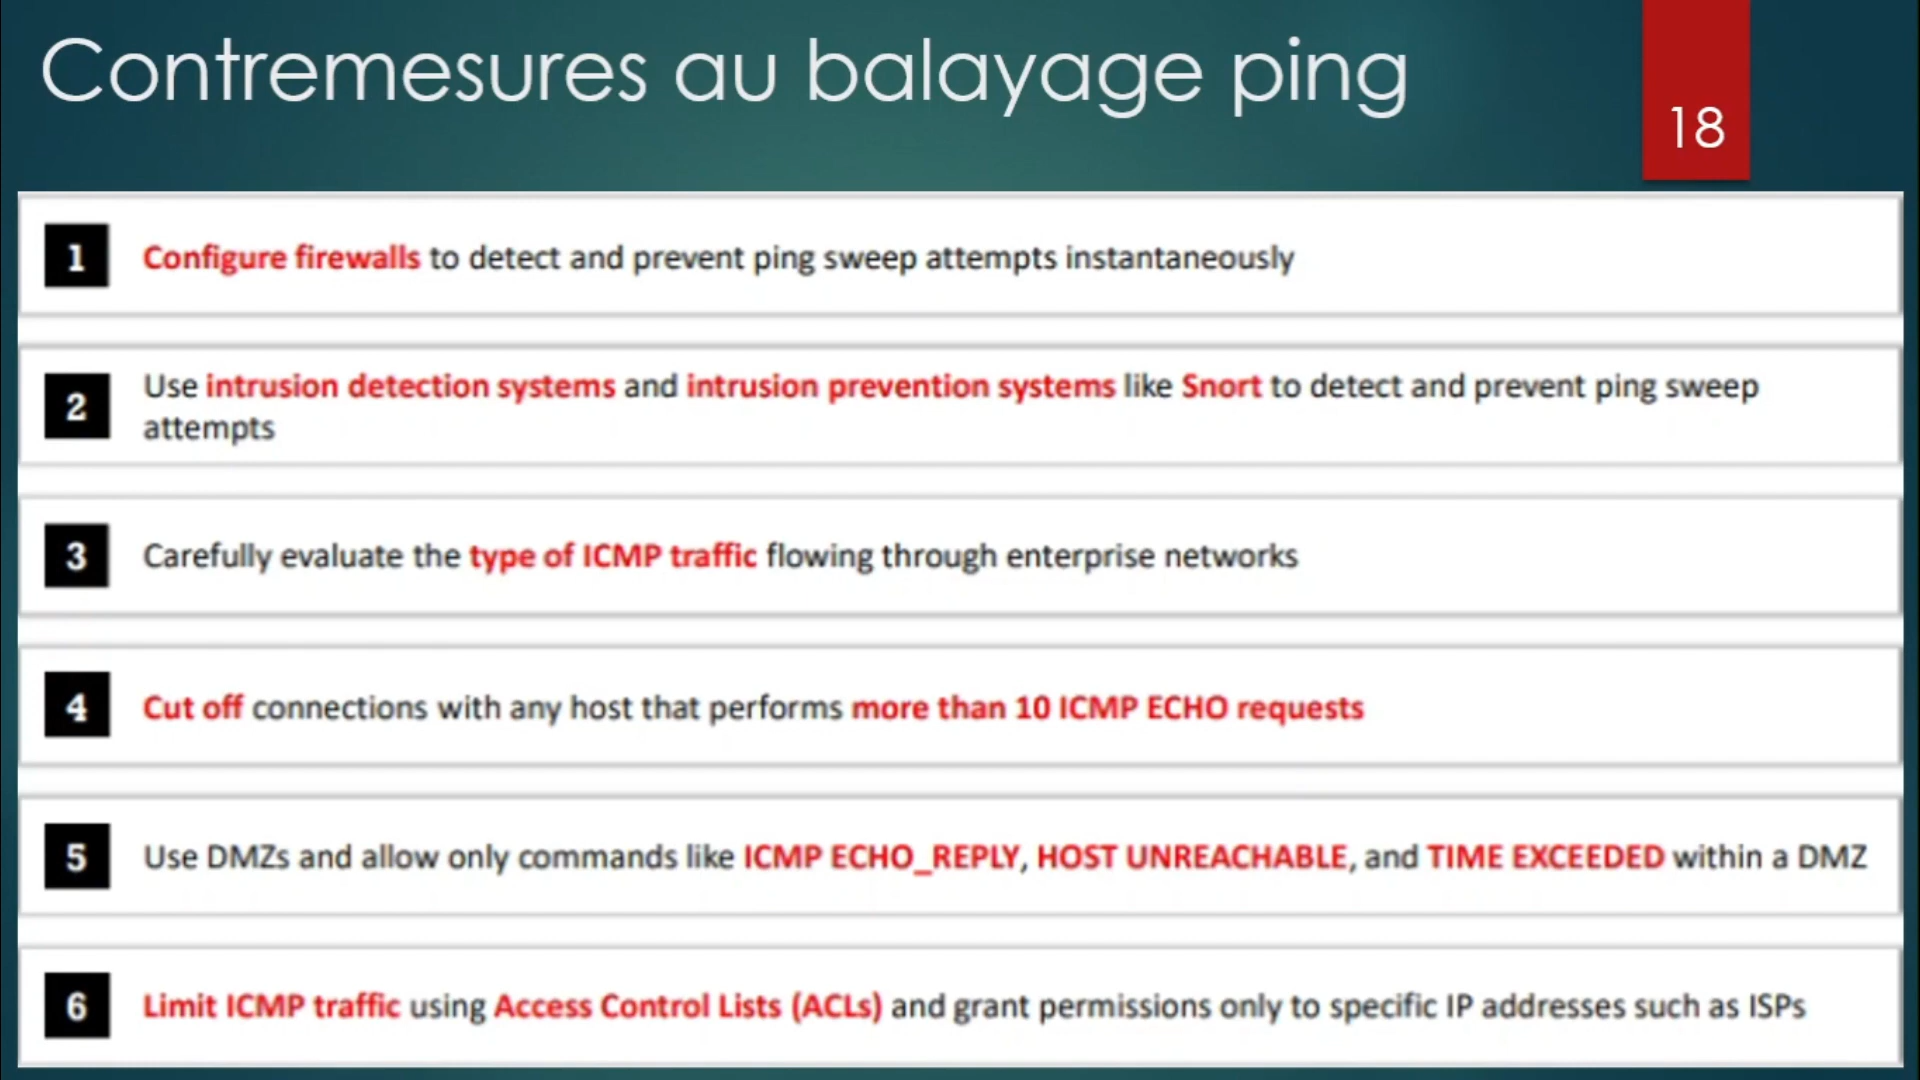 Contremesures au balayage ping
18
1 Configure firewalls to detect and prevent ping sweep attempts instantaneously
2 Use intrusion detection systems and intrusion prevention systems like Snort to detect and prevent ping sweep
attempts
3 Carefully evaluate the type of ICMP traffic flowing through enterprise networks
4 Cut off connections with any host that performs more than 10 ICMP ECHO requests
5 Use DMZs and allow only commands like ICMP ECHO_REPLY, HOST UNREACHABLE, and TIME EXCEEDED within a DMZ
6 Limit ICMP traffic using Access Control Lists (ACLs) and grant permissions only to specific IP addresses such as ISPs